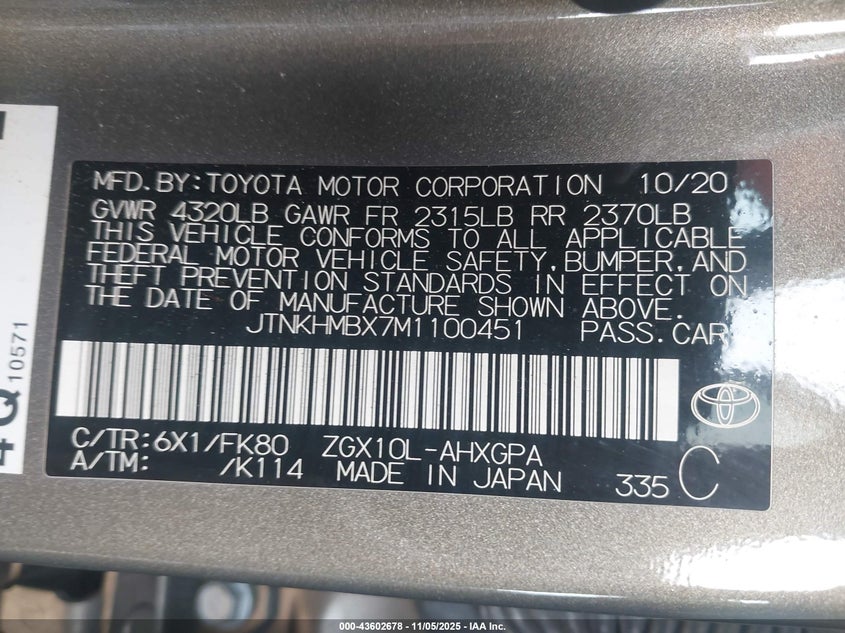 MFD.BY:TOYOTA MOTOR CORPORATION 10/20
GVWR 4320LB GAWR FR 2315LB RR 2370LB
THIS VEHICLE CONFORMS TO ALL APPLICABLE
FEDERAL MOTOR VEHICLE SAFETY,BUMPER,AND
THEFT PREVENTION STANDARDS IN EFFECT ON
THE DATE OF MANUFACTURE SHOWN ABOVE.
JTNKHMBX7M1100451 PASS.CAR
C/TR:6X1/FK80 ZGX10L-AHXGPA
A/TM: /K114 MADE IN JAPAN 335 C
10571
000-43602678 - 11/05/2025 - IAA Inc.